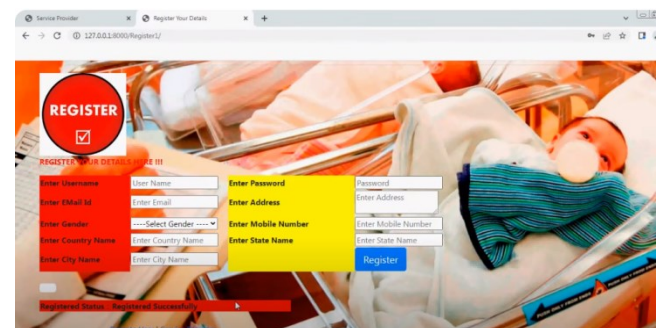 Service Provider
Register Your Details
127.0.0.1:8000/Register1/
REGISTER
REGISTER YOUR DETAILS HERE !!!
Enter Username User Name Enter Password Password
Enter EMail Id Enter Email Enter Address Enter Address
Enter Gender ----Select Gender ---- Enter Mobile Number Enter Mobile Number
Enter Country Name Enter Country Name Enter State Name Enter State Name
Enter City Name Enter City Name Register
Registered Status : Registered Successfully